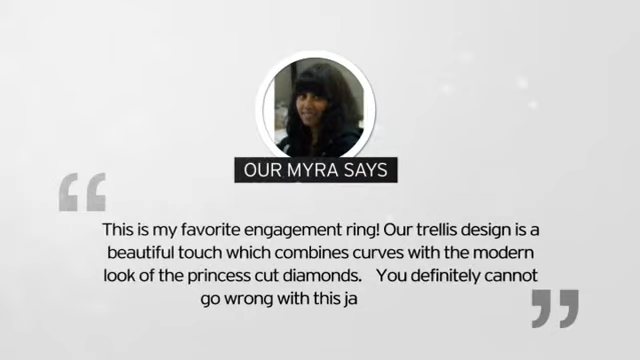 OUR MYRA SAYS
This is my favorite engagement ring! Our trellis design is a
beautiful touch which combines curves with the modern
look of the princess cut diamonds. You definitely cannot
go wrong with this ja